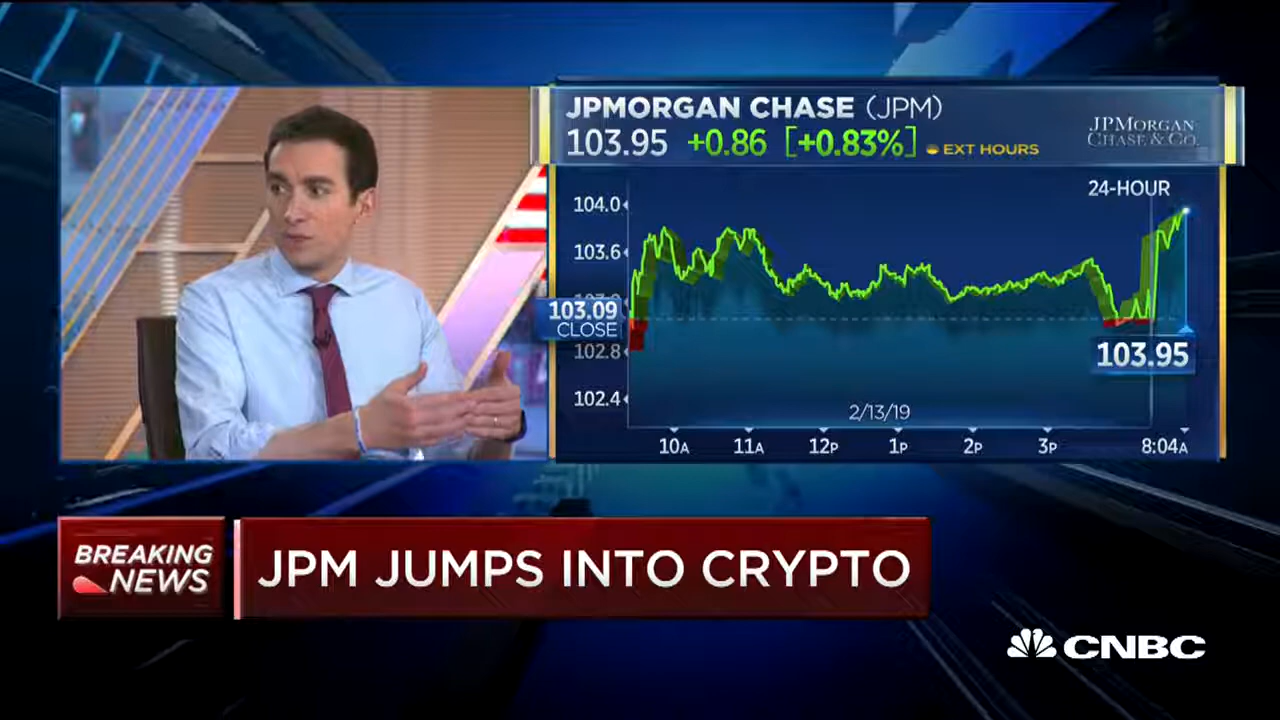 JPMORGAN CHASE (JPM)
103.95 +0.86 [+0.83%] EXT HOURS
JPMORGAN
CHASE & CO.
24-HOUR
104.0
103.6
103.09
CLOSE
102.8
102.4
103.95
2/13/19
10A 11A 12P 1P 2P 3P 8:04A
BREAKING
NEWS
JPM JUMPS INTO CRYPTO
CNBC